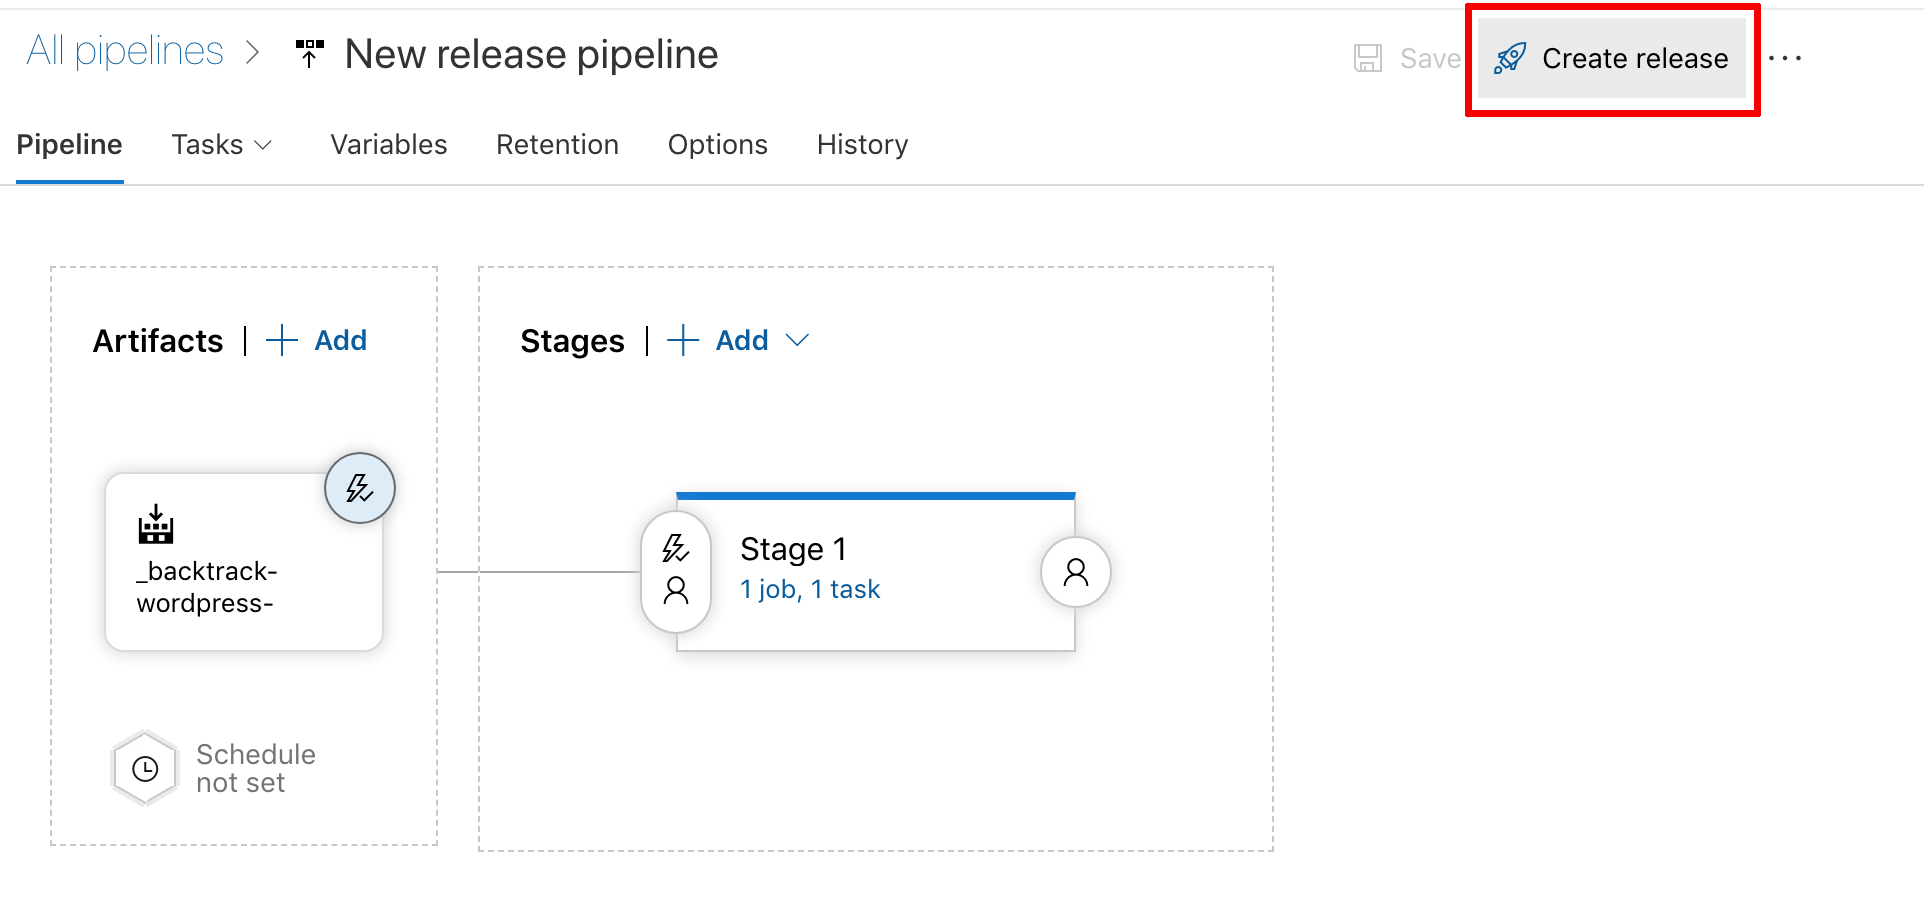 All pipelines > New release pipeline
Save Create release ...
Pipeline Tasks Variables Retention Options History
Artifacts | + Add
Stages | + Add
_backtrack-
wordpress-
Stage 1
1 job, 1 task
Schedule
not set